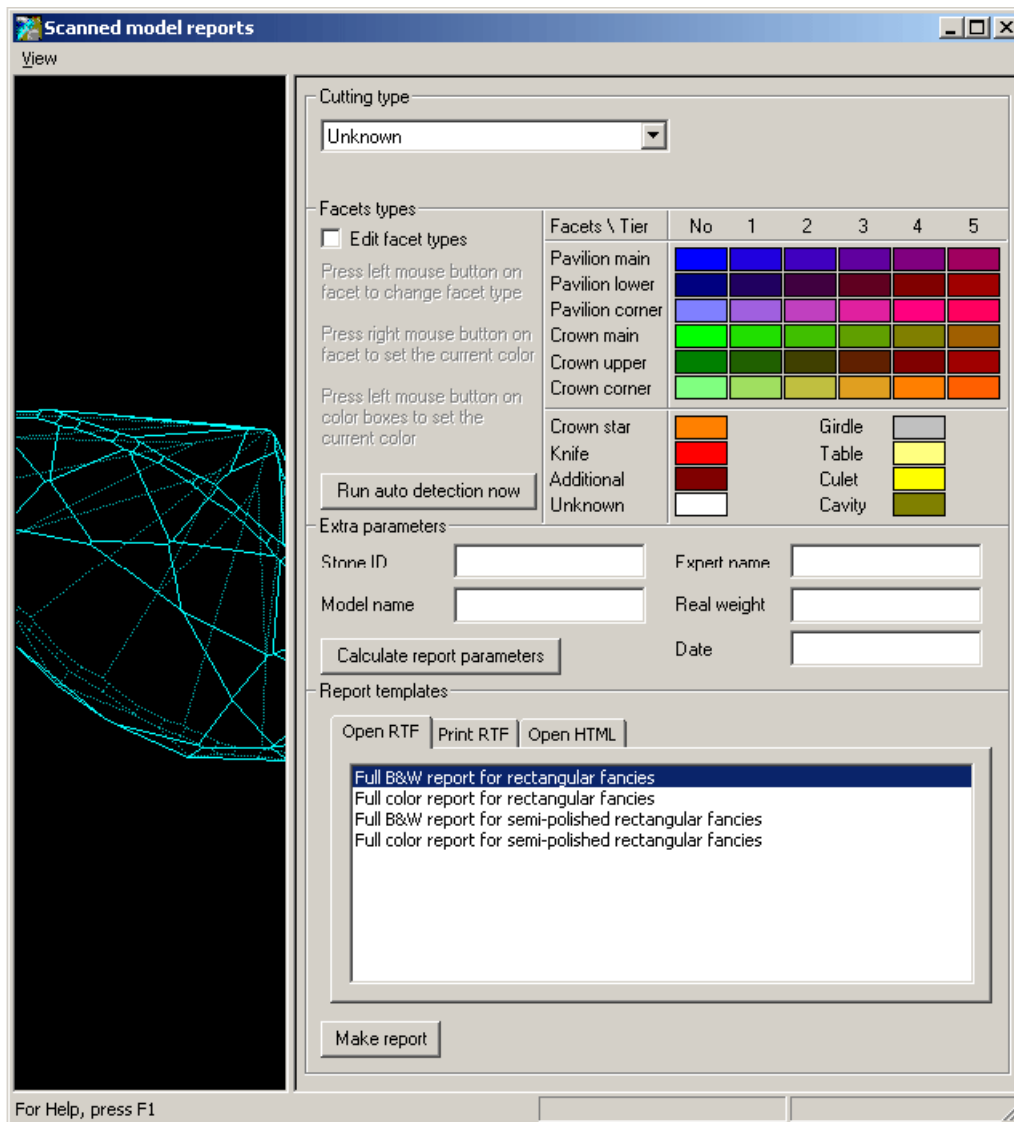 Scanned model reports
View
Cutting type
Unknown
Facets types
Edit facet types
Press left mouse button on
facet to change facet type
Press right mouse button on
facet to set the current color
Press left mouse button on
color boxes to set the
current color
Run auto detection now
Facets \ Tier No 1 2 3 4 5
Pavilion main
Pavilion lower
Pavilion corner
Crown main
Crown upper
Crown corner
Crown star Girdle
Knife Table
Additional Culet
Unknown Cavity
Extra parameters
Stone ID Expert name
Model name Real weight
Calculate report parameters Date
Report templates
Open RTF Print RTF Open HTML
Full B&W report for rectangular fancies
Full color report for rectangular fancies
Full B&W report for semi-polished rectangular fancies
Full color report for semi-polished rectangular fancies
Make report
For Help, press F1